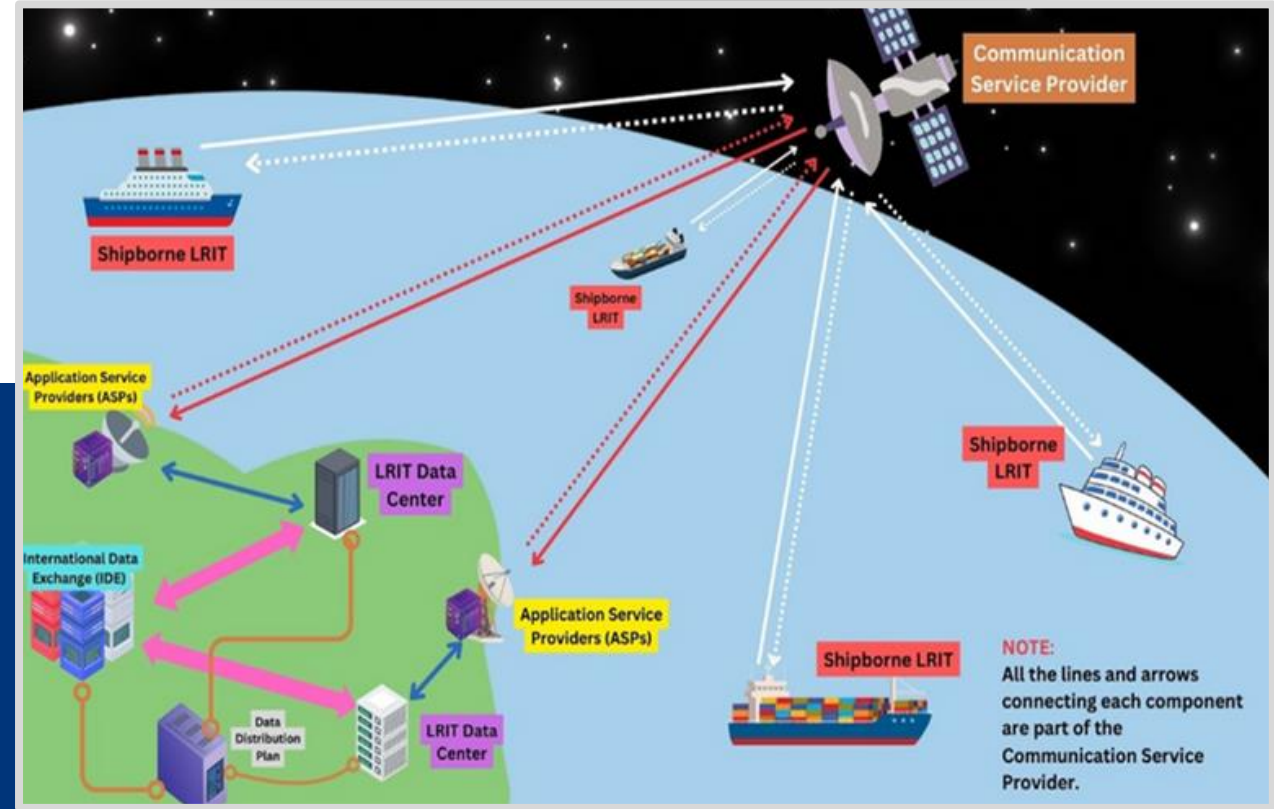 Communication
Service Provider
Shipborne LRIT
Shipborne
LRIT
Application Service
Providers (ASPs)
LRIT Data
Center
Shipborne
LRIT
International Data
Exchange (IDE)
Application Service
Providers (ASPs)
Shipborne LRIT
Data
Distribution
Plan
LRIT Data
Center
NOTE:
All the lines and arrows
connecting each component
are part of the
Communication Service
Provider.